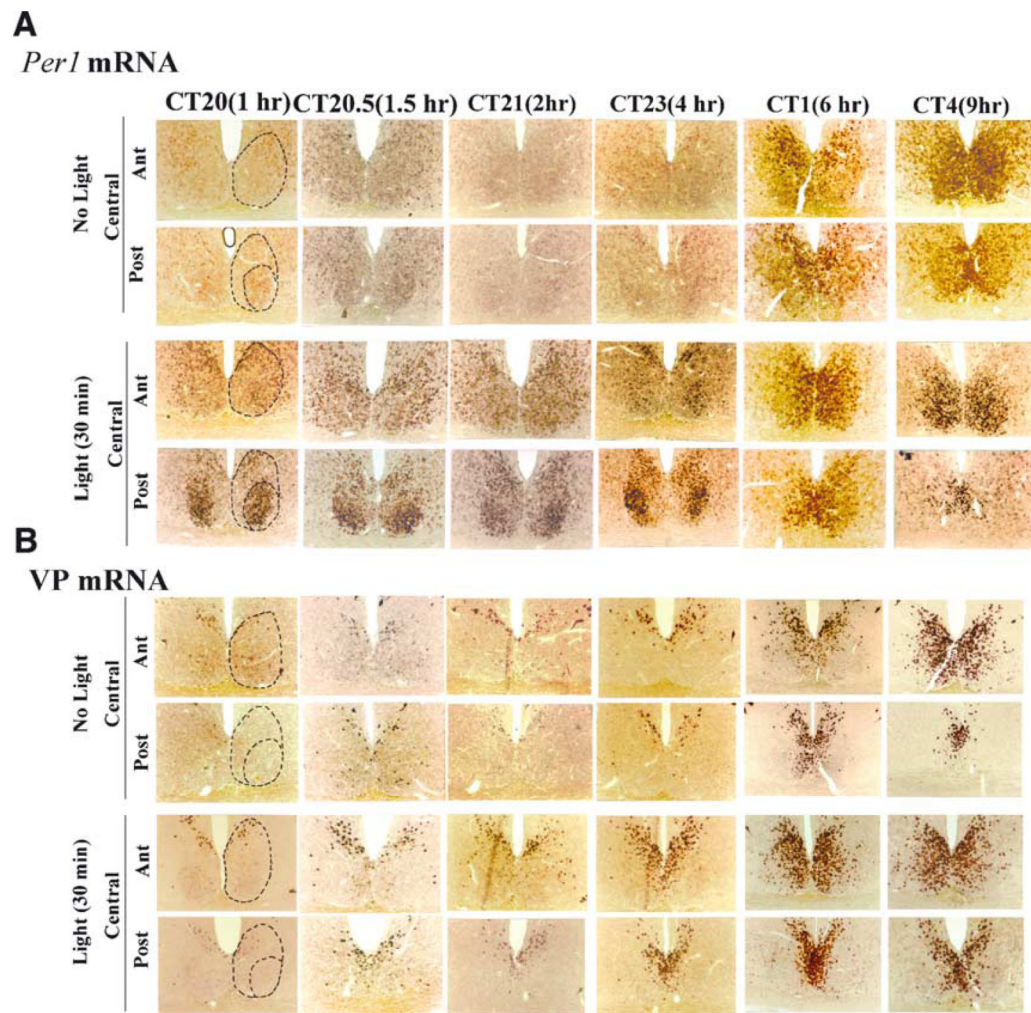 A
Per1 mRNA
CT20(1 hr) CT20.5(1.5 hr) CT21(2hr) CT23(4 hr) CT1(6 hr) CT4(9hr)
No Light
Central
Ant
Post
Light (30 min)
Central
Ant
Post
B
VP mRNA
No Light
Central
Ant
Post
Light (30 min)
Central
Ant
Post